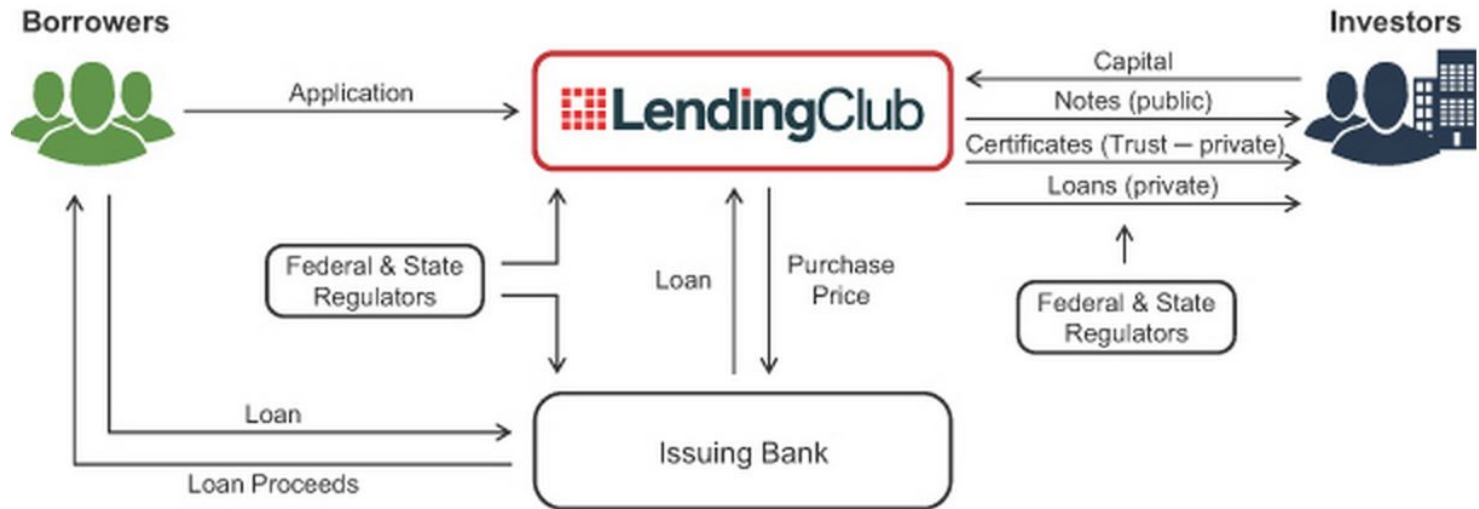 Borrowers
Investors
Application
LendingClub
Capital
Notes (public)
Certificates (Trust — private)
Loans (private)
Federal & State
Regulators
Loan
Purchase
Price
Federal & State
Regulators
Loan
Loan Proceeds
Issuing Bank